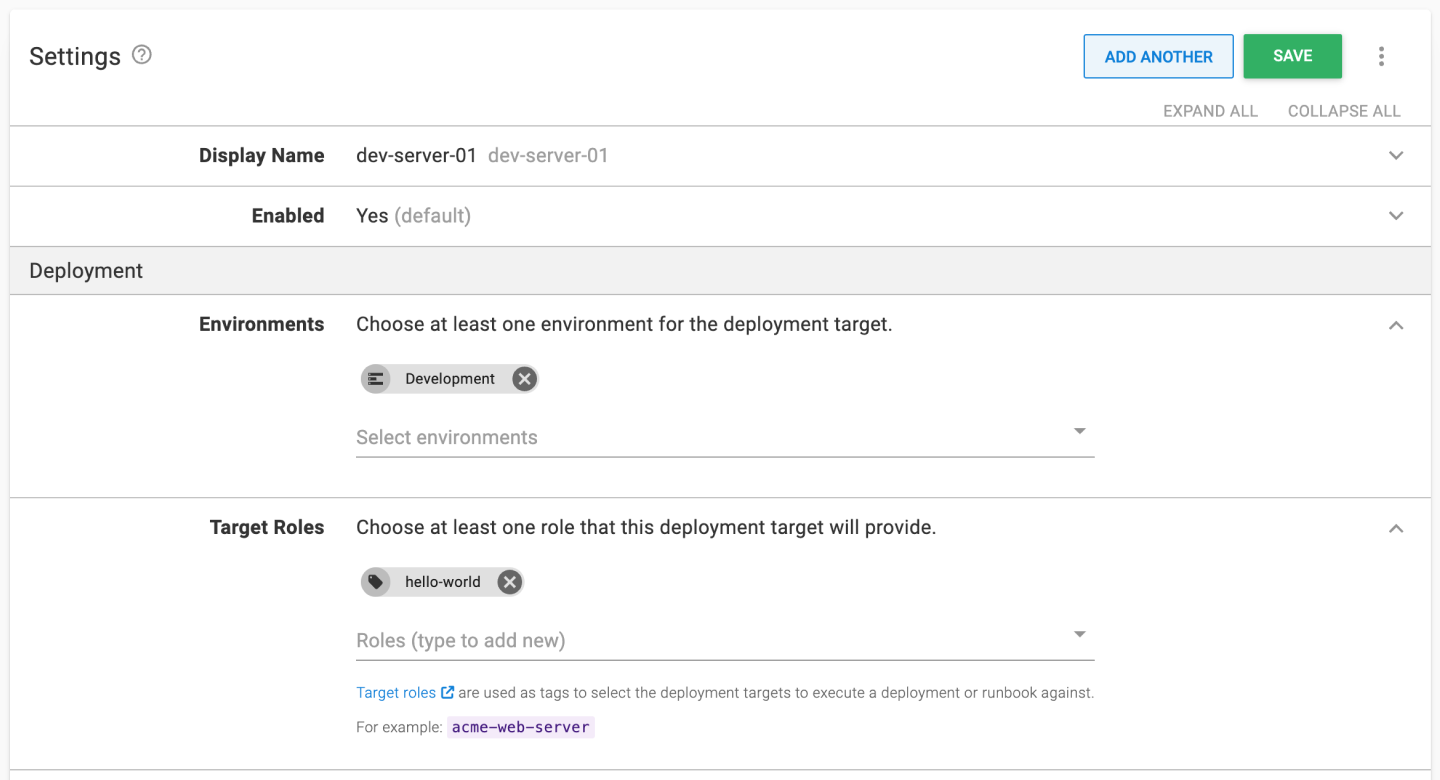 Settings
ADD ANOTHER
SAVE
EXPAND ALL
COLLAPSE ALL
Display Name
dev-server-01 dev-server-01
Enabled
Yes (default)
Deployment
Environments
Choose at least one environment for the deployment target.
Development
Select environments
Target Roles
Choose at least one role that this deployment target will provide.
hello-world
Roles (type to add new)
Target roles are used as tags to select the deployment targets to execute a deployment or runbook against.
For example: acme-web-server